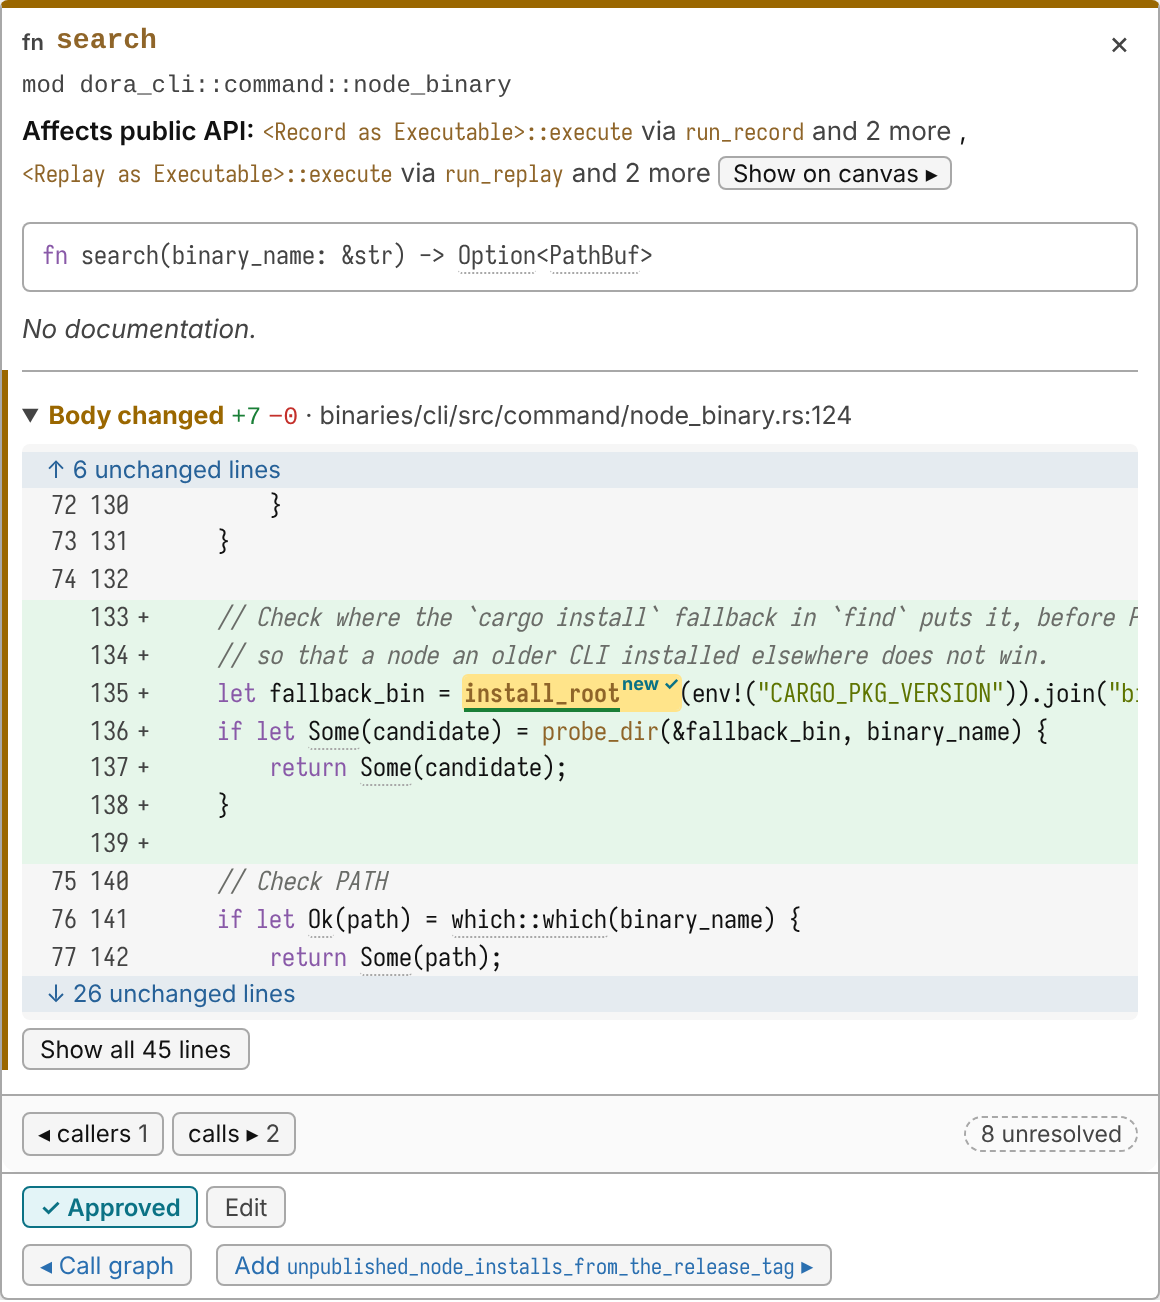 fn search ×
mod dora_cli::command::node_binary
Affects public API: <Record as Executable>::execute via run_record and 2 more ,
<Replay as Executable>::execute via run_replay and 2 more Show on canvas ▸
fn search(binary_name: &str) -> Option<PathBuf>
No documentation.
▼ Body changed +7 −0 · binaries/cli/src/command/node_binary.rs:124
↑ 6 unchanged lines
72 130 }
73 131 }
74 132
133 + // Check where the `cargo install` fallback in `find` puts it, before
134 + // so that a node an older CLI installed elsewhere does not win.
135 + let fallback_bin = install_root new ✓ (env!("CARGO_PKG_VERSION")).join("b
136 + if let Some(candidate) = probe_dir(&fallback_bin, binary_name) {
137 + return Some(candidate);
138 + }
139 +
75 140 // Check PATH
76 141 if let Ok(path) = which::which(binary_name) {
77 142 return Some(path);
↓ 26 unchanged lines
Show all 45 lines
◂ callers 1 calls ▸ 2 8 unresolved
✓ Approved Edit
◂ Call graph Add unpublished_node_installs_from_the_release_tag ▸